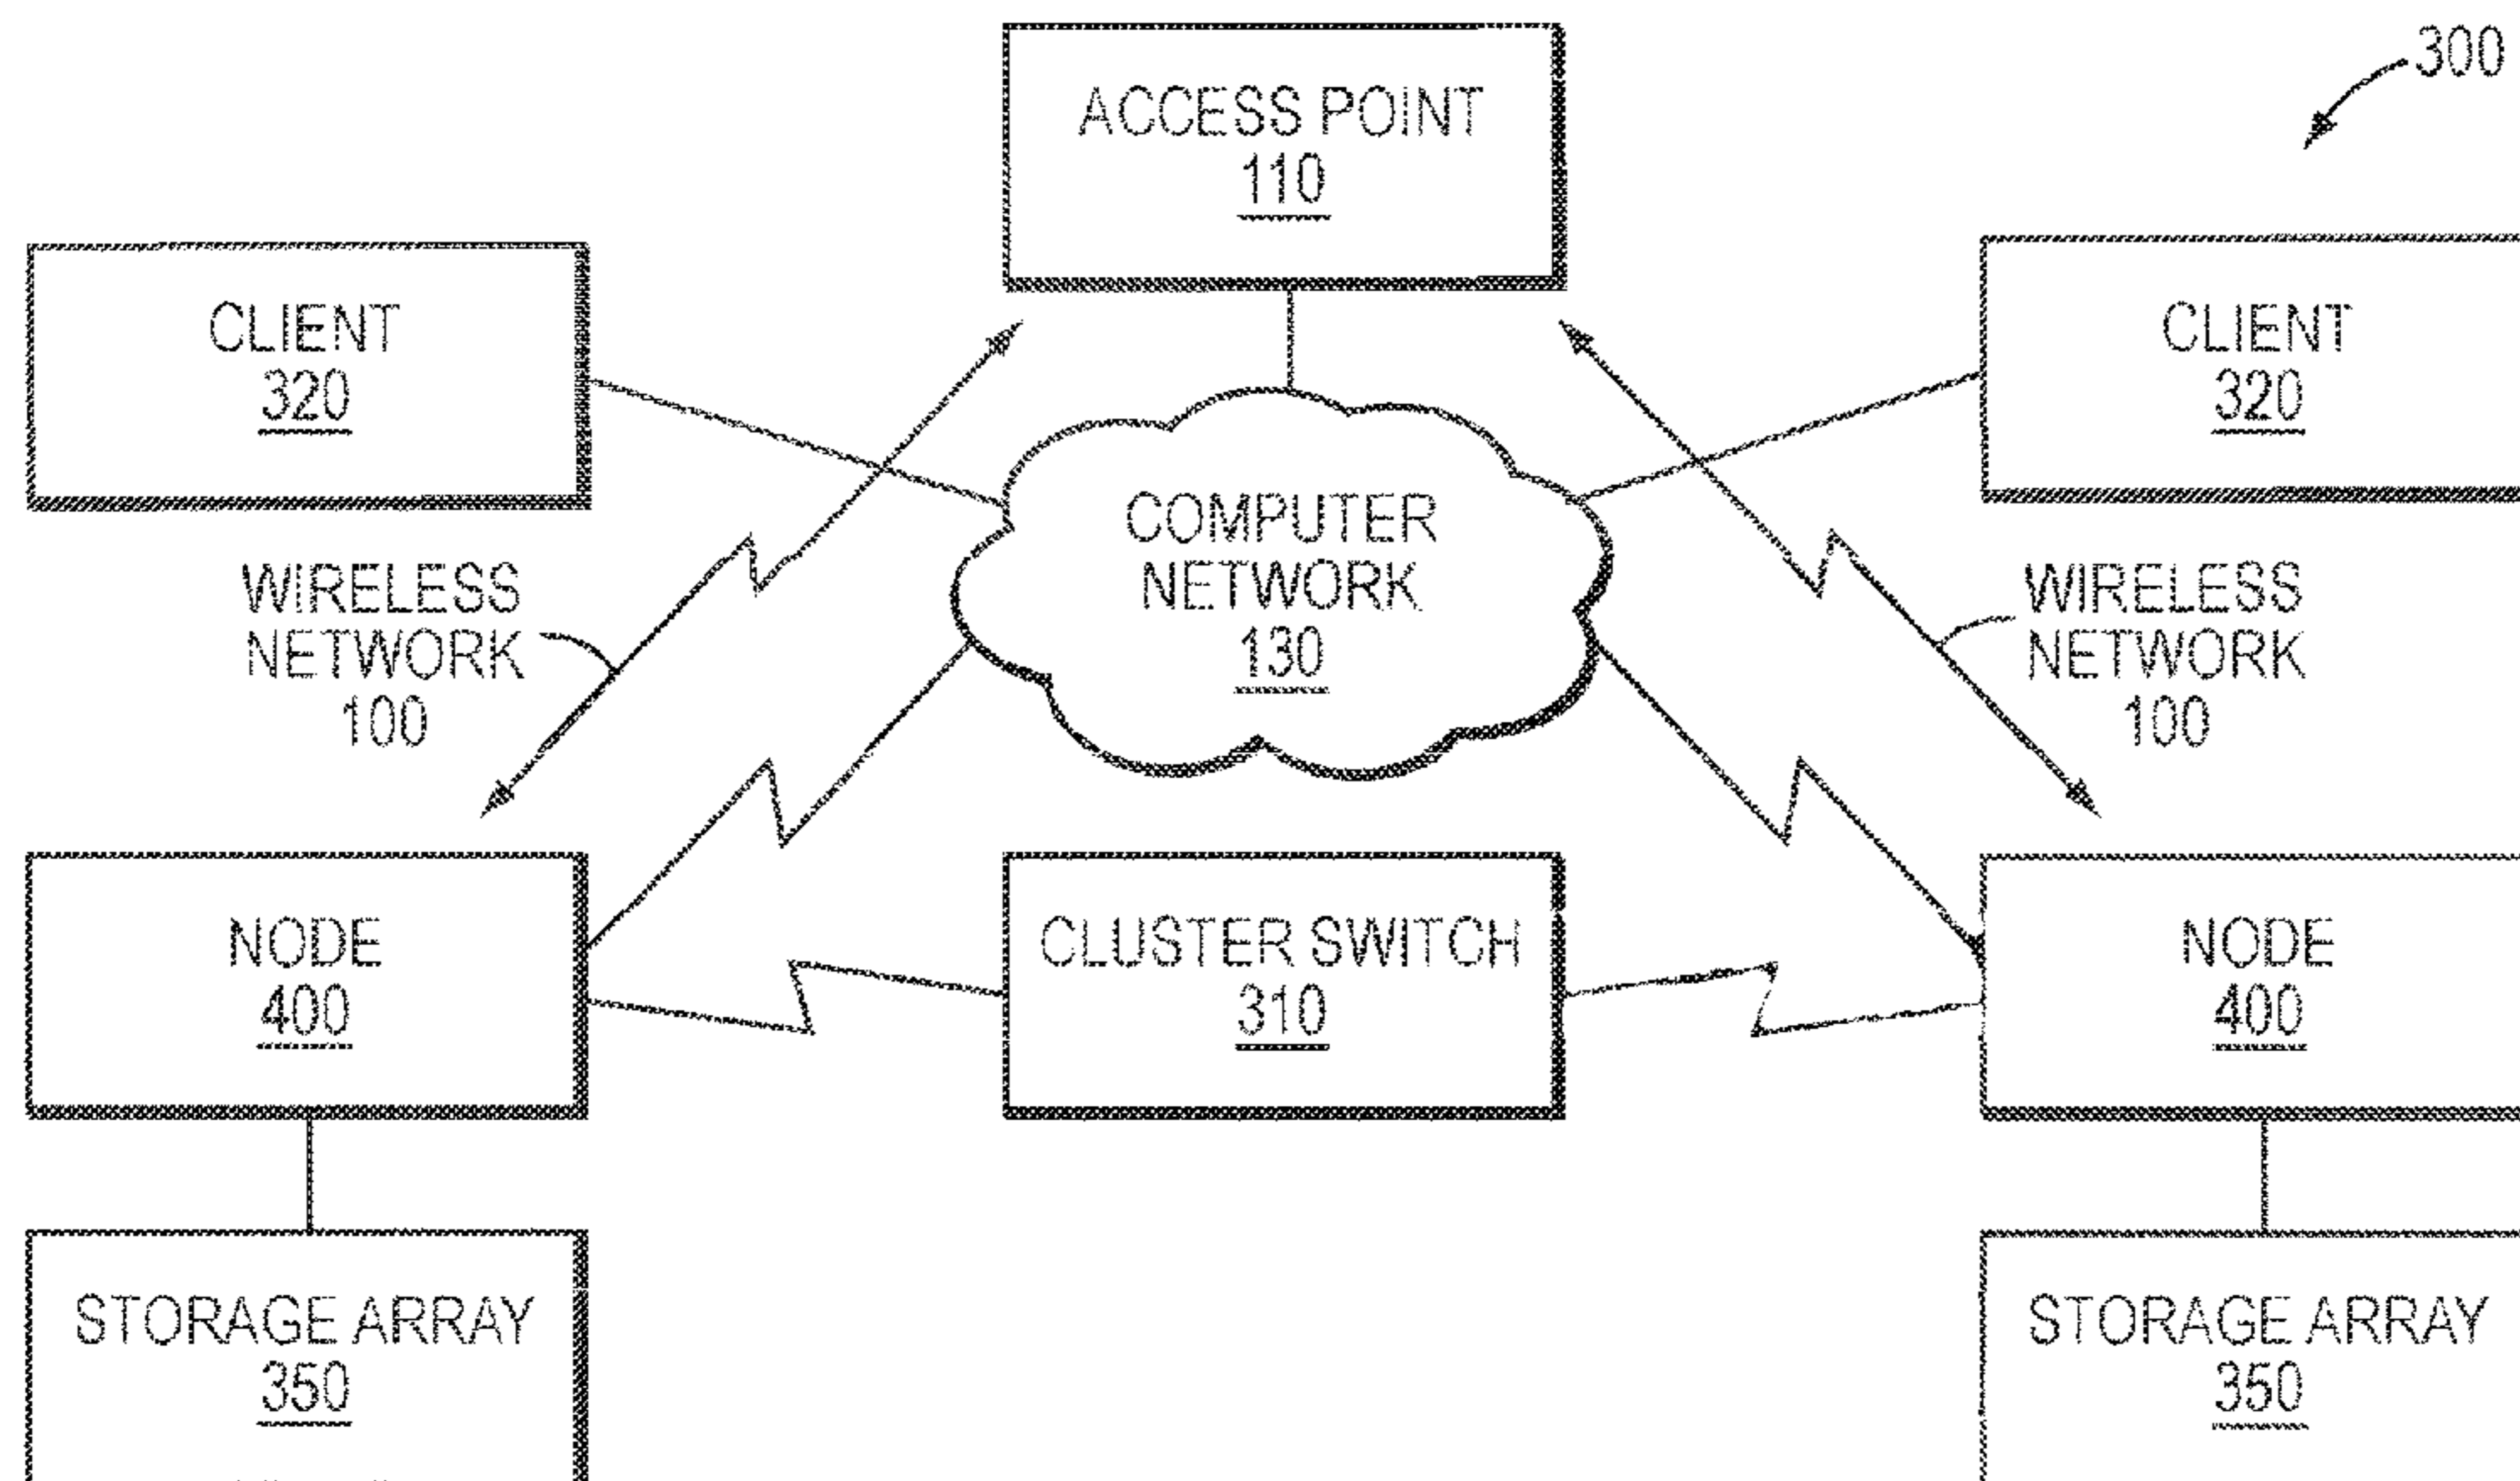 300
ACCESS POINT
110
CLIENT
320
CLIENT
320
COMPUTER
NETWORK
130
WIRELESS
NETWORK
100
WIRELESS
NETWORK
100
NODE
400
CLUSTER SWITCH
310
NODE
400
STORAGE ARRAY
350
STORAGE ARRAY
350